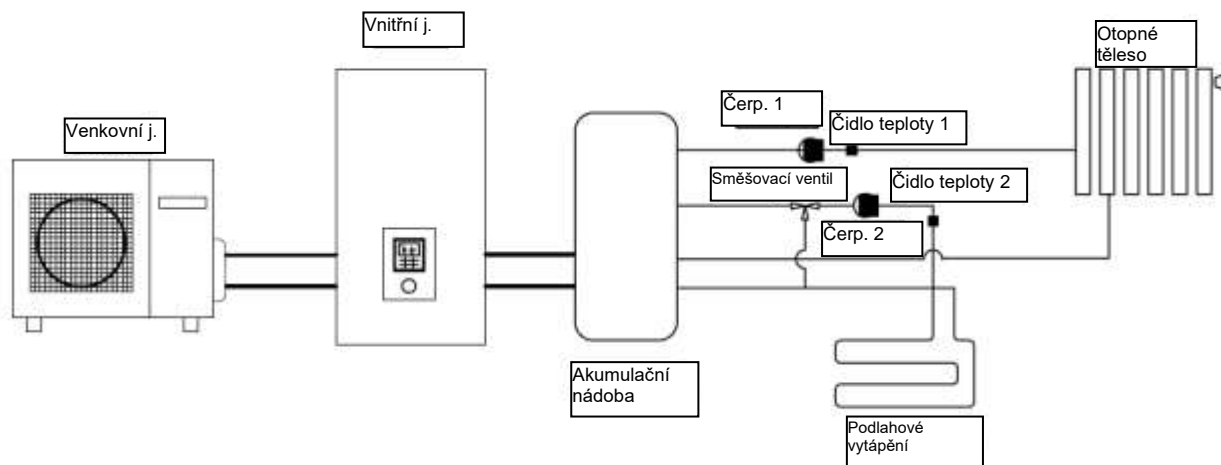 Vnitřní j.
Otopné
těleso
Čerp. 1
Čidlo teploty 1
Venkovní j.
Směšovací ventil
Čidlo teploty 2
Čerp. 2
Akumulační
nádoba
Podlahové
vytápění